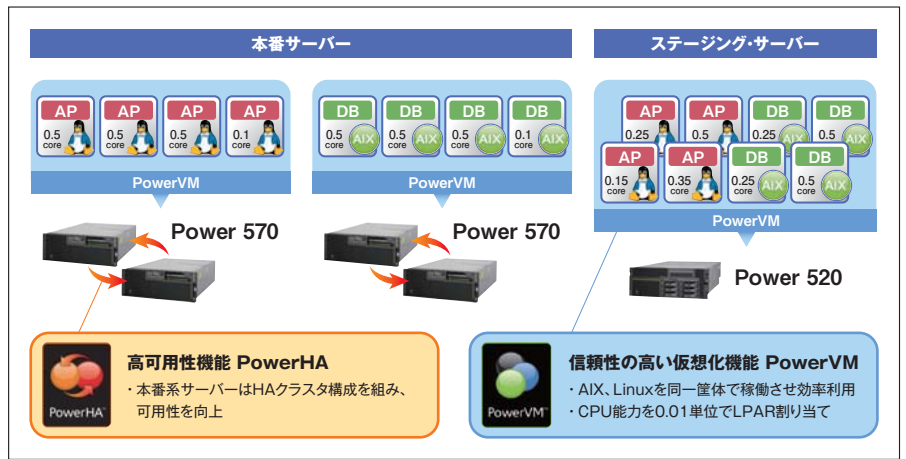 本番サーバー
ステージング・サーバー
AP
0.5
core
AP
0.5
core
AP
0.5
core
AP
0.1
core
PowerVM
Power 570
DB
0.5
core
AIX
DB
0.5
core
AIX
DB
0.5
core
AIX
DB
0.1
core
AIX
PowerVM
Power 570
AP
0.25
AP
0.5
DB
0.25
AIX
DB
0.5
AIX
AP
0.15
core
AP
0.35
core
DB
0.25
core
AIX
DB
0.5
core
AIX
PowerVM
Power 520
PowerHA™
高可用性機能 PowerHA
・本番系サーバーはHAクラスタ構成を組み、
可用性を向上
PowerVM™
信頼性の高い仮想化機能 PowerVM
・AIX、Linuxを同一筐体で稼働させ効率利用
・CPU能力を0.01単位でLPAR割り当て